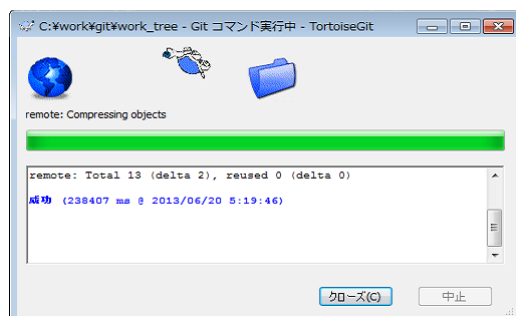 C:¥work¥git¥work_tree - Git コマンド実行中 - TortoiseGit
remote: Compressing objects
remote: Total 13 (delta 2), reused 0 (delta 0)
成功 (238407 ms @ 2013/06/20 5:19:46)
クローズ(C) 中止